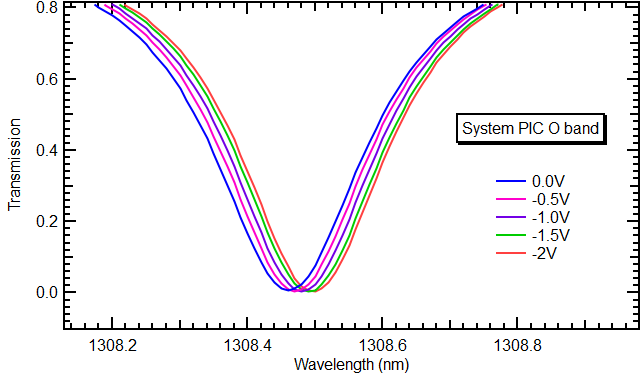 0.8
0.6
0.4
0.2
0.0
Transmission
System PIC O band
0.0V
-0.5V
-1.0V
-1.5V
-2V
1308.2
1308.4
1308.6
1308.8
Wavelength (nm)